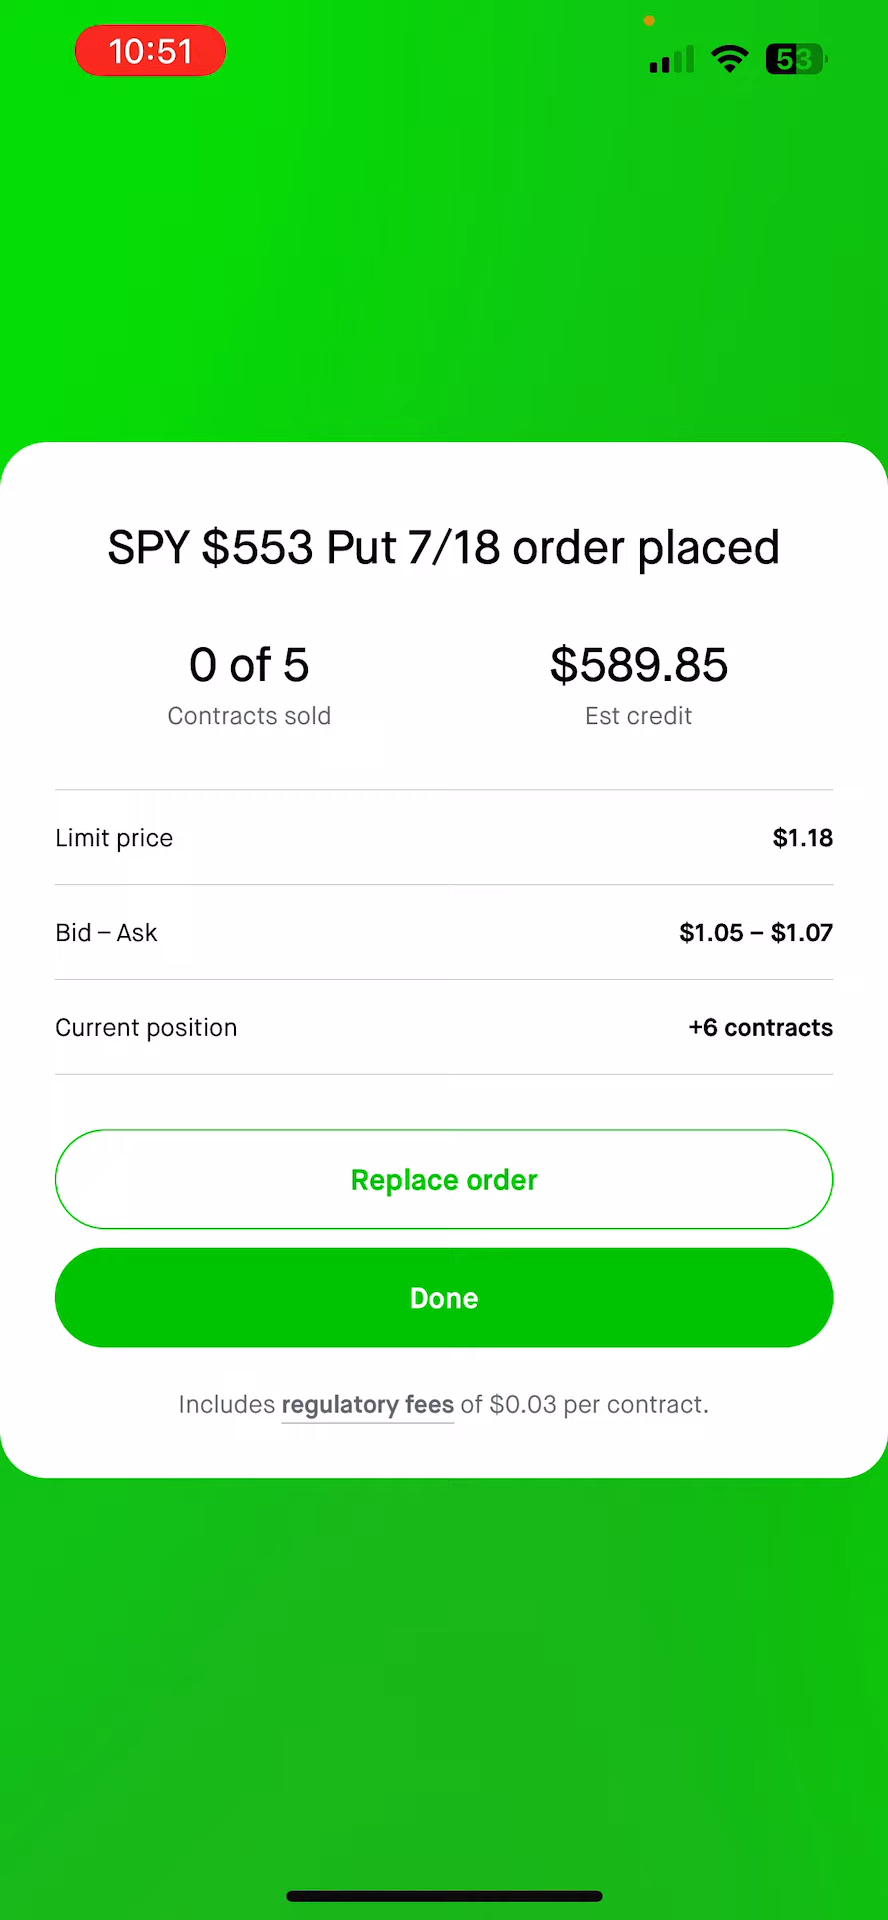 10:51
53
SPY $553 Put 7/18 order placed
0 of 5
Contracts sold
$589.85
Est credit
Limit price
$1.18
Bid – Ask
$1.05 – $1.07
Current position
+6 contracts
Replace order
Done
Includes regulatory fees of $0.03 per contract.